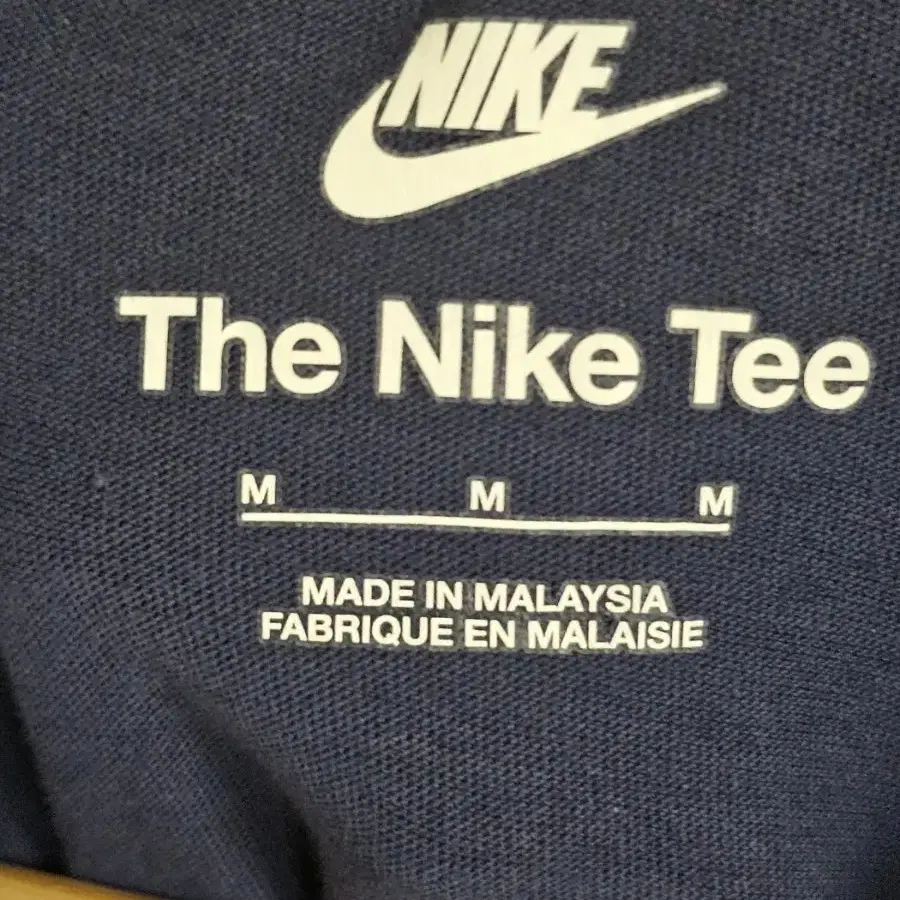 NIKE
The Nike Tee
M M M
MADE IN MALAYSIA
FABRIQUE EN MALAISIE